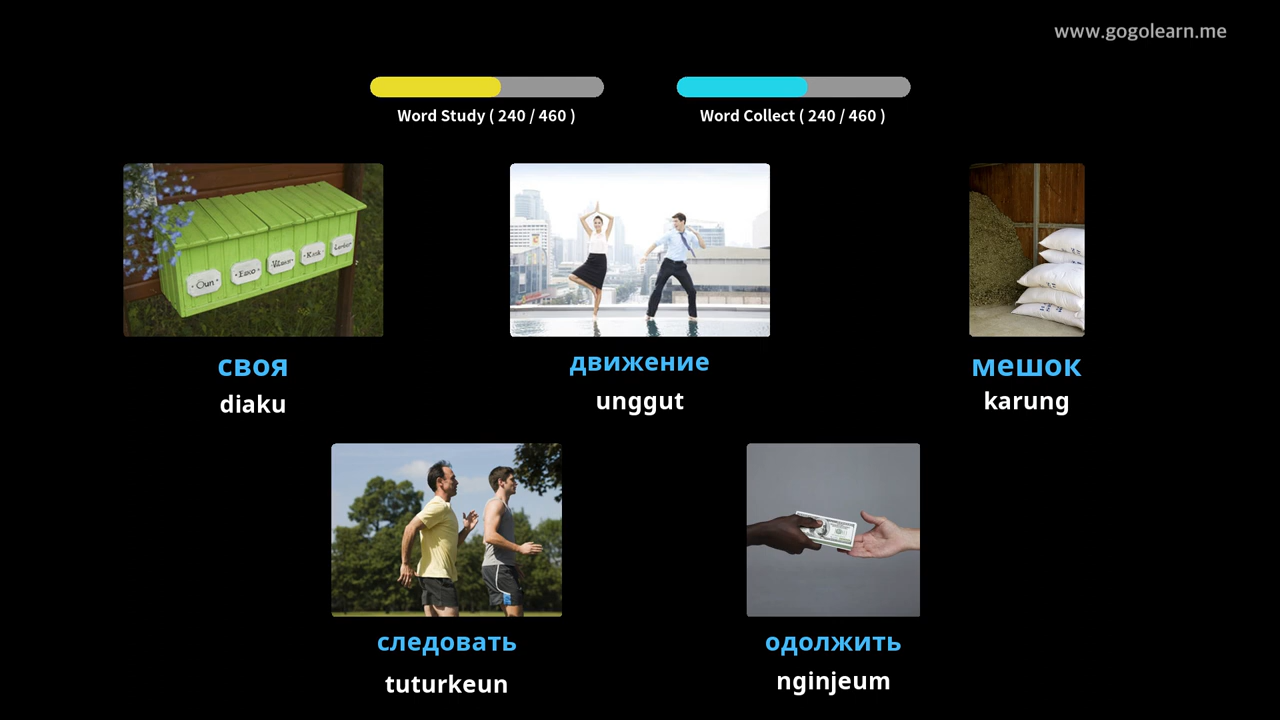 www.gogolearn.me
Word Study ( 240 / 460 )
Word Collect ( 240 / 460 )
своя
diaku
движение
unggut
мешок
karung
следовать
tuturkeun
одолжить
nginjeum